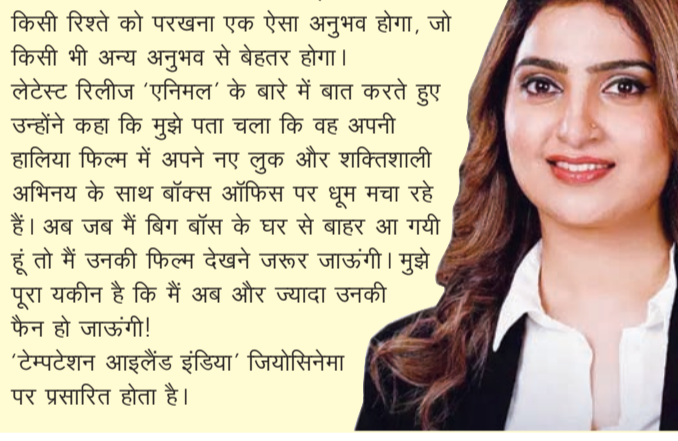 किसी रिश्ते को परखना एक ऐसा अनुभव होगा, जो
किसी भी अन्य अनुभव से बेहतर होगा।
लेटेस्ट रिलीज ‘एनिमल’ के बारे में बात करते हुए
उन्होंने कहा कि मुझे पता चला कि वह अपनी
हालिया फिल्म में अपने नए लुक और शक्तिशाली
अभिनय के साथ बॉक्स ऑफिस पर धूम मचा रहे
हैं। अब जब मैं बिग बॉस के घर से बाहर आ गयी
हूं तो मैं उनकी फिल्म देखने जरूर जाऊंगी। मुझे
पूरा यकीन है कि मैं अब और ज्यादा उनकी
फैन हो जाऊंगी!
‘टेम्पटेशन आइलैंड इंडिया’ जियोसिनेमा
पर प्रसारित होता है।